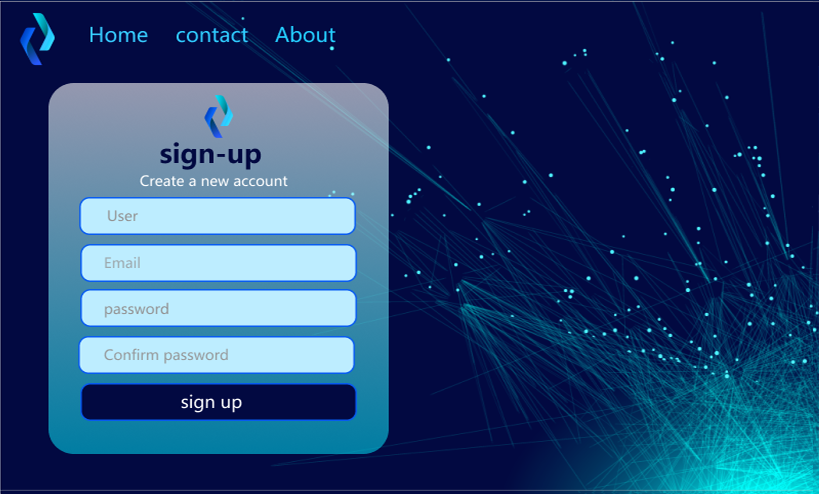 Home contact About
sign-up
Create a new account
User
Email
password
Confirm password
sign up